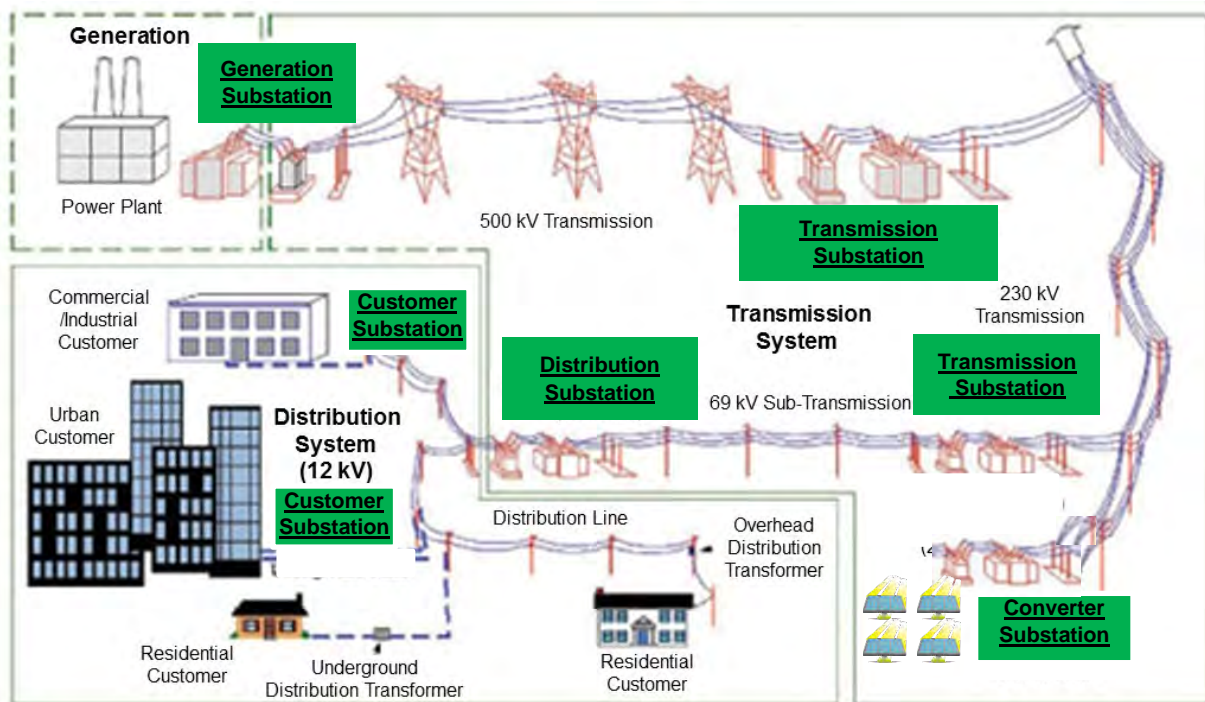 Generation
Generation
Substation
Power Plant
500 kV Transmission
Transmission
Substation
230 kV
Transmission
Transmission
System
Transmission
Substation
Distribution
Substation
69 kV Sub-Transmission
Commercial
/Industrial
Customer
Customer
Substation
Urban
Customer
Distribution
System
(12 kV)
Customer
Substation
Distribution Line
Overhead
Distribution
Transformer
Residential
Customer
Underground
Distribution Transformer
Residential
Customer
Converter
Substation